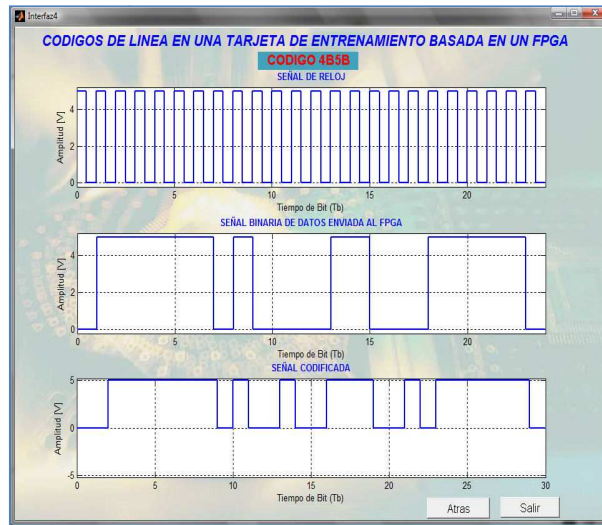 Interfaz4
CODIGOS DE LINEA EN UNA TARJETA DE ENTRENAMIENTO BASADA EN UN FPGA
CODIGO 4B5B
SEÑAL DE RELOJ
Amplitud [V]
4
2
0
0 5 10 15 20
Tiempo de Bit (Tb)
SEÑAL BINARIA DE DATOS ENVIADA AL FPGA
Amplitud [V]
4
2
0
0 5 10 15 20
Tiempo de Bit (Tb)
SEÑAL CODIFICADA
Amplitud [V]
5
0
-5
0 5 10 15 20 25 30
Tiempo de Bit (Tb)
Atras
Salir